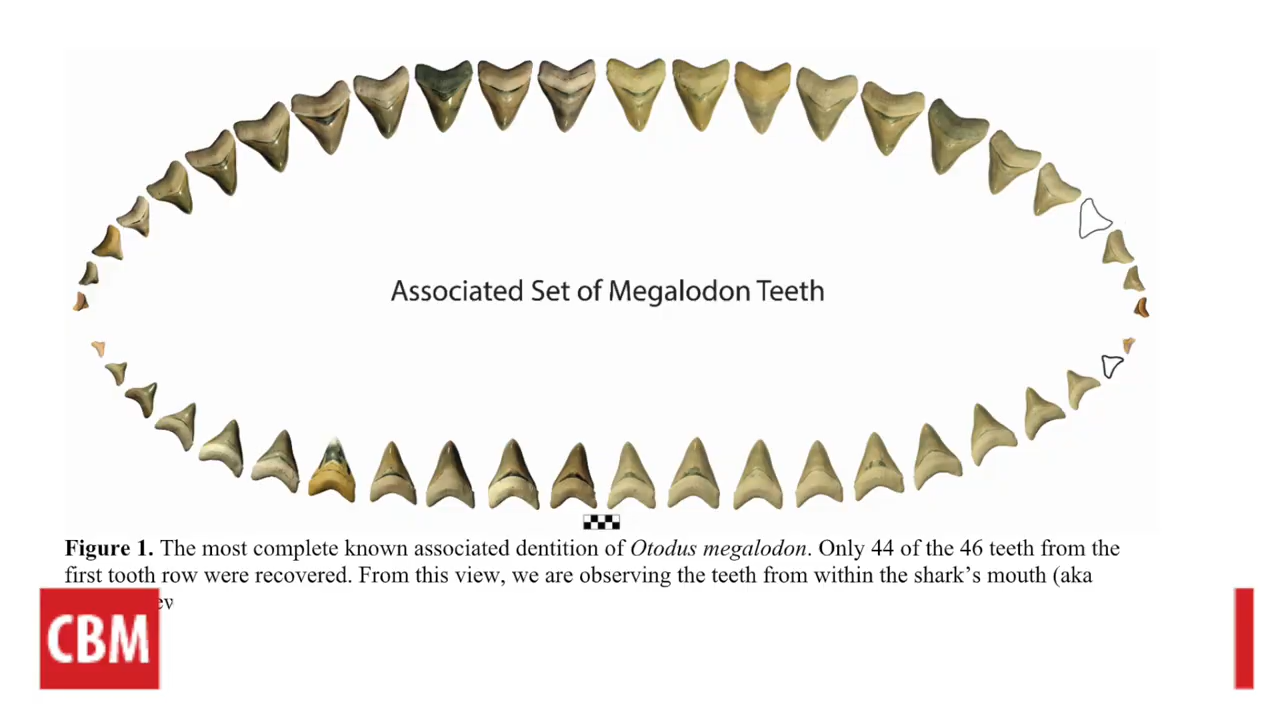 Associated Set of Megalodon Teeth
Figure 1. The most complete known associated dentition of Otodus megalodon. Only 44 of the 46 teeth from the
first tooth row were recovered. From this view, we are observing the teeth from within the shark’s mouth (aka
CBM